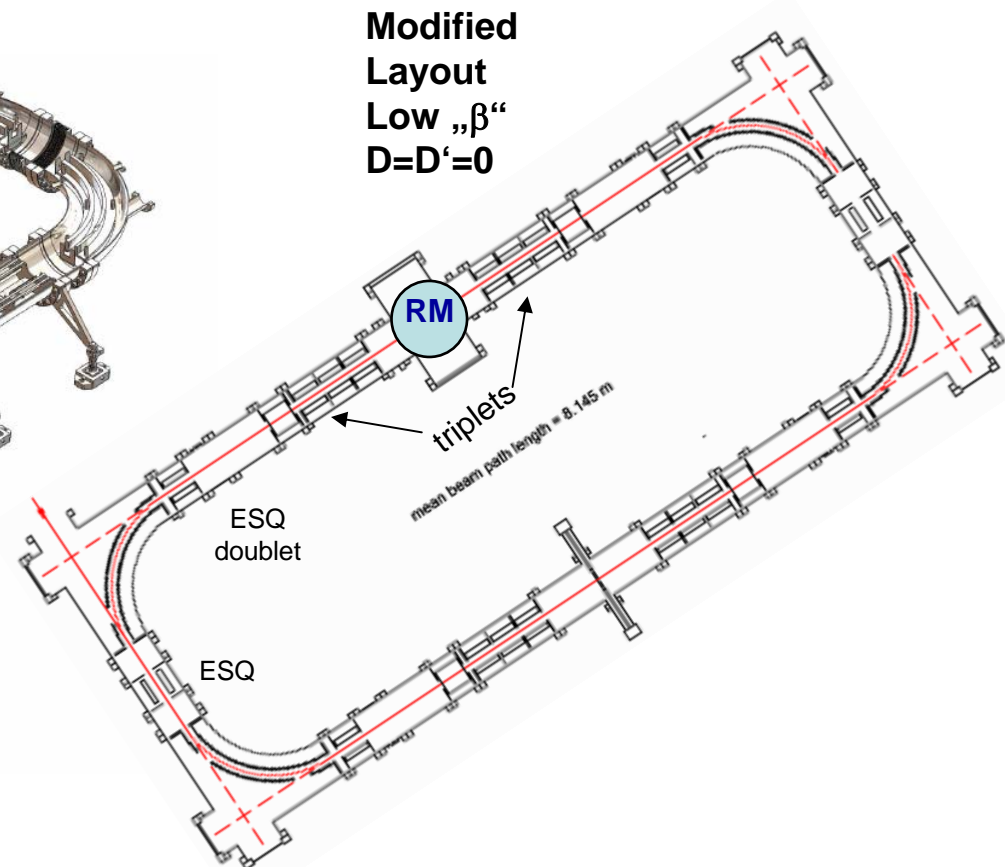 Modified
Layout
Low „β“
D=D‘=0
RM
triplets
mean beam path length = 8.145 m
ESQ
doublet
ESQ